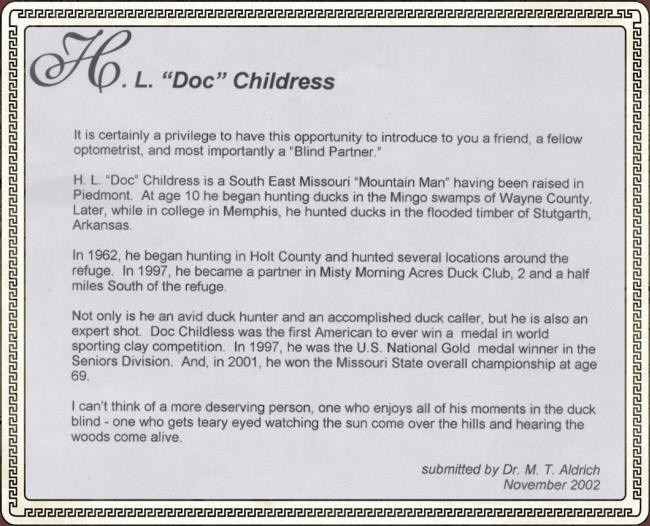 H. L. “Doc” Childress
It is certainly a privilege to have this opportunity to introduce to you a friend, a fellow
optometrist, and most importantly a “Blind Partner.”
H. L. “Doc” Childress is a South East Missouri “Mountain Man” having been raised in
Piedmont. At age 10 he began hunting ducks in the Mingo swamps of Wayne County.
Later, while in college in Memphis, he hunted ducks in the flooded timber of Stutgarth,
Arkansas.
In 1962, he began hunting in Holt County and hunted several locations around the
refuge. In 1997, he became a partner in Misty Morning Acres Duck Club, 2 and a half
miles South of the refuge.
Not only is he an avid duck hunter and an accomplished duck caller, but he is also an
expert shot. Doc Childless was the first American to ever win a medal in world
sporting clay competition. In 1997, he was the U.S. National Gold medal winner in the
Seniors Division. And, in 2001, he won the Missouri State overall championship at age
69.
I can’t think of a more deserving person, one who enjoys all of his moments in the duck
blind - one who gets teary eyed watching the sun come over the hills and hearing the
woods come alive.
submitted by Dr. M. T. Aldrich
November 2002